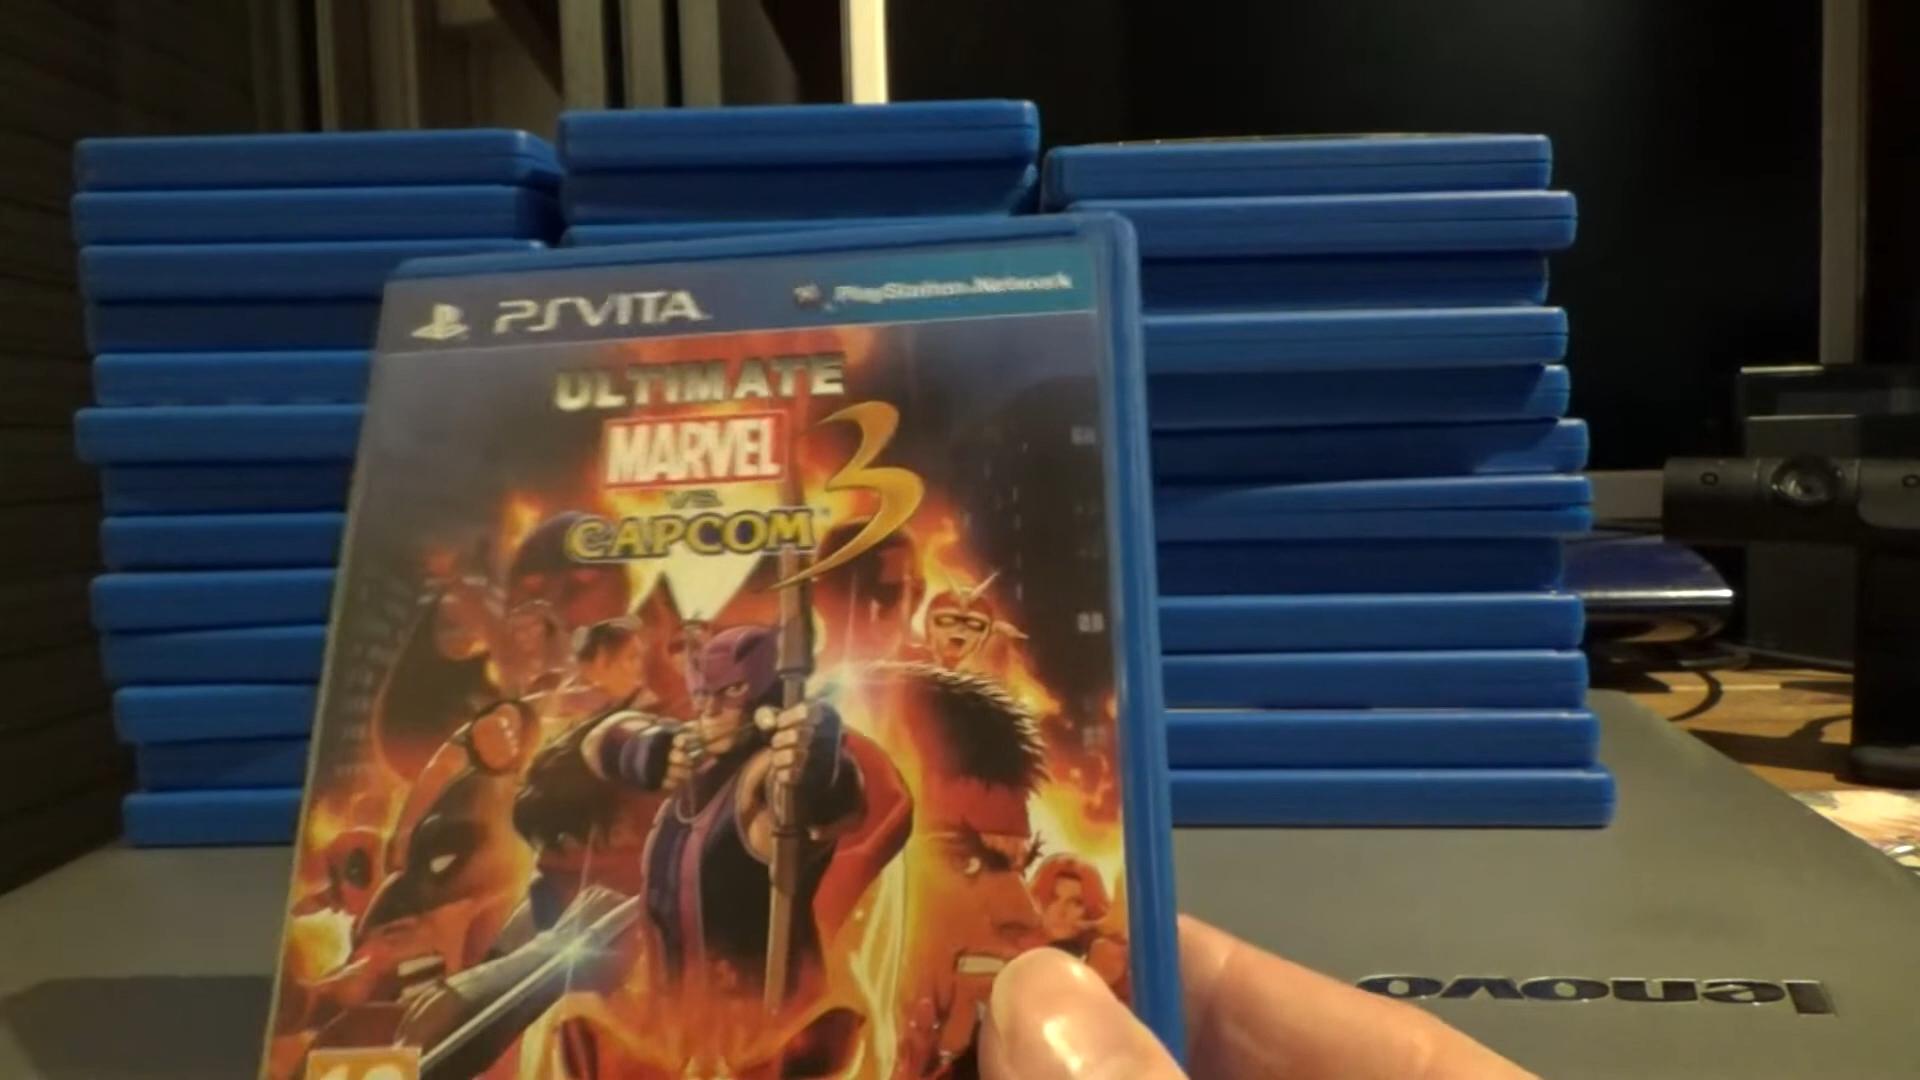 PSVITA
PlayStation Network
ULTIMATE
MARVEL
VS.
CAPCOM 3
lenovo